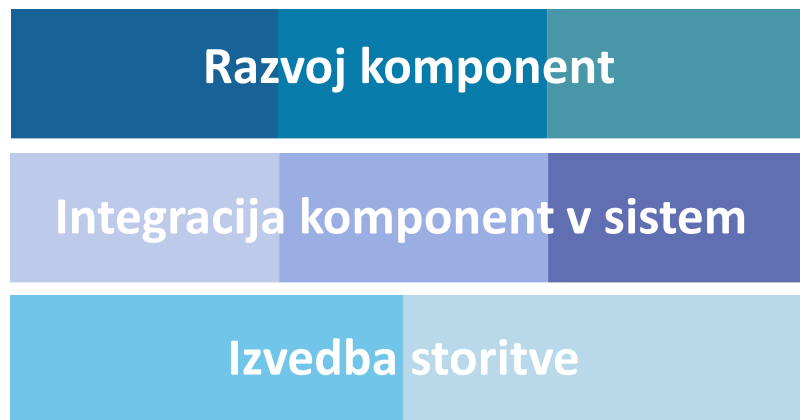 Razvoj komponent
Integracija komponent v sistem
Izvedba storitve